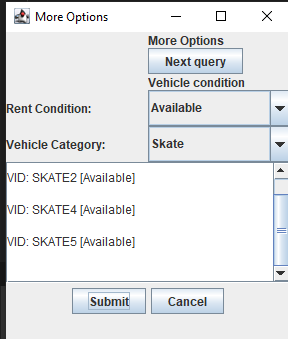 More Options
More Options
Next query
Vehicle condition
Rent Condition:
Available
Vehicle Category:
Skate
VID: SKATE2 [Available]
VID: SKATE4 [Available]
VID: SKATE5 [Available]
Submit
Cancel